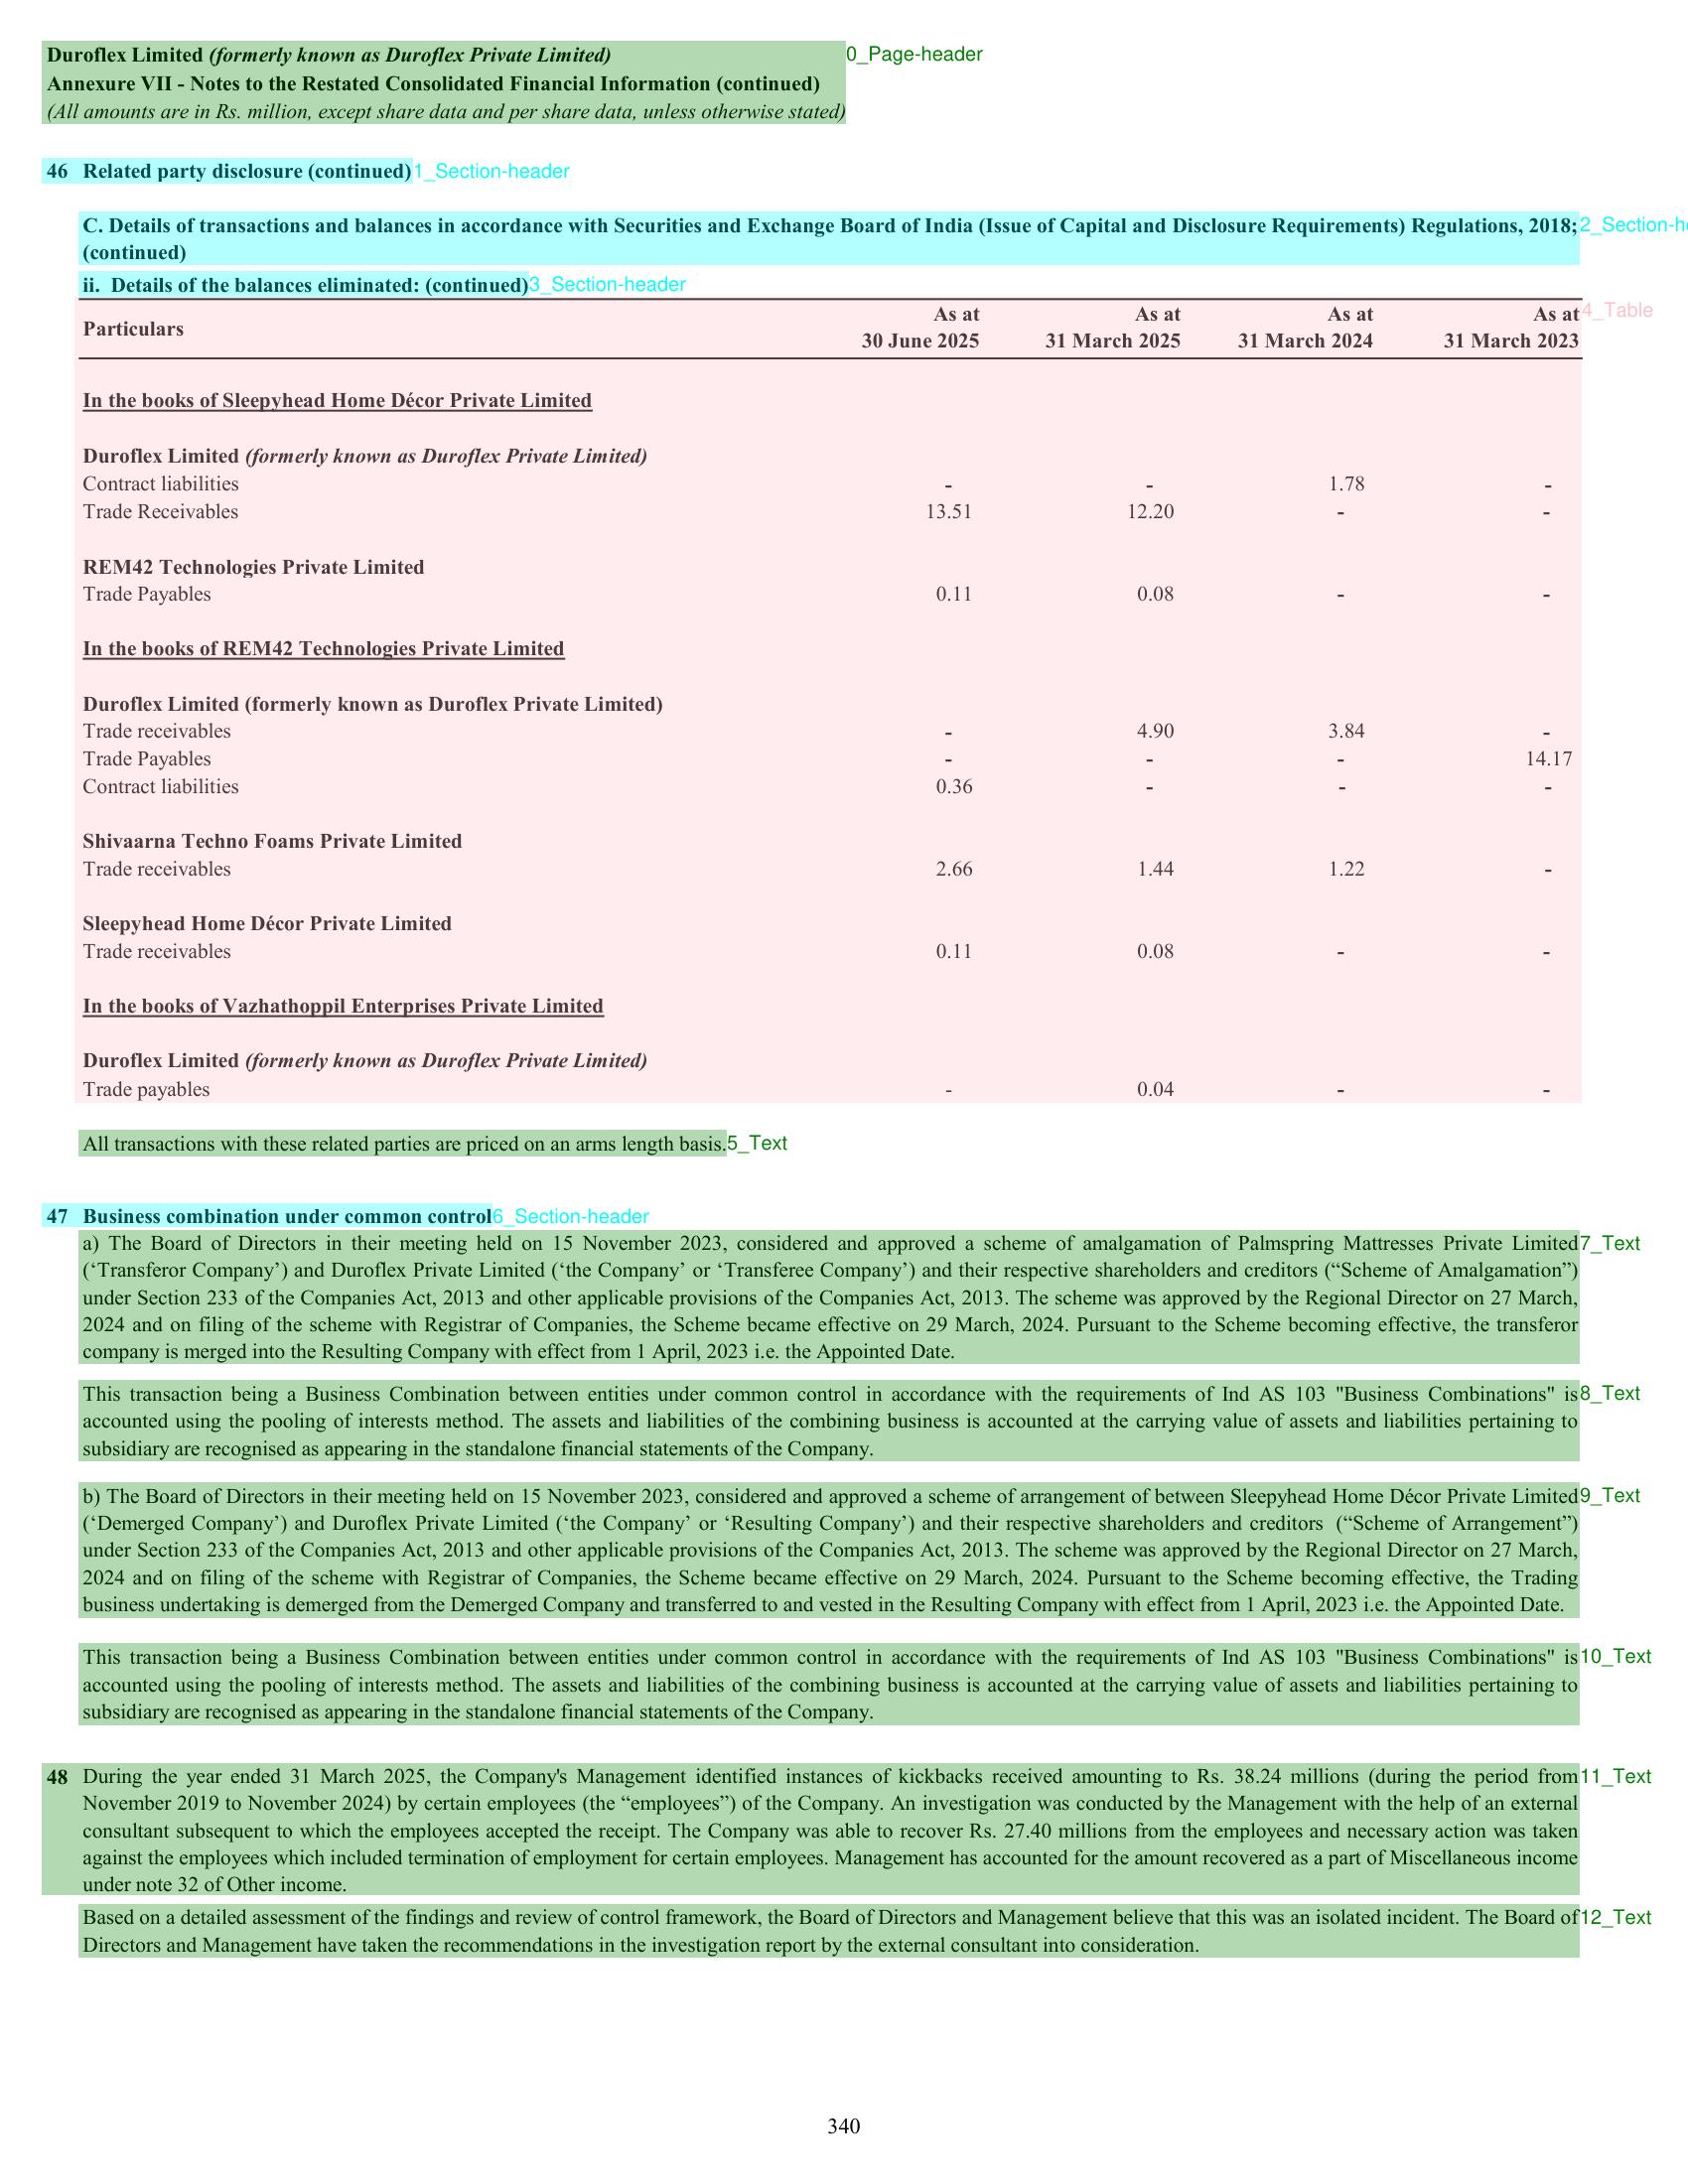 Duroflex Limited (formerly known as Duroflex Private Limited) 0_Page-header
Annexure VII - Notes to the Restated Consolidated Financial Information (continued)
(All amounts are in Rs. million, except share data and per share data, unless otherwise stated)
46 Related party disclosure (continued) 1_Section-header
C. Details of transactions and balances in accordance with Securities and Exchange Board of India (Issue of Capital and Disclosure Requirements) Regulations, 2018; 2_Section-he
(continued)
ii. Details of the balances eliminated: (continued) 3_Section-header
As at As at As at As at 4_Table
Particulars
30 June 2025 31 March 2025 31 March 2024 31 March 2023
In the books of Sleepyhead Home Décor Private Limited
Duroflex Limited (formerly known as Duroflex Private Limited)
Contract liabilities - - 1.78 -
Trade Receivables 13.51 12.20 - -
REM42 Technologies Private Limited
Trade Payables 0.11 0.08 - -
In the books of REM42 Technologies Private Limited
Duroflex Limited (formerly known as Duroflex Private Limited)
Trade receivables - 4.90 3.84 -
Trade Payables - - - 14.17
Contract liabilities 0.36 - - -
Shivaarna Techno Foams Private Limited
Trade receivables 2.66 1.44 1.22 -
Sleepyhead Home Décor Private Limited
Trade receivables 0.11 0.08 - -
In the books of Vazhathoppil Enterprises Private Limited
Duroflex Limited (formerly known as Duroflex Private Limited)
Trade payables - 0.04 - -
All transactions with these related parties are priced on an arms length basis. 5_Text
47 Business combination under common control 6_Section-header
a) The Board of Directors in their meeting held on 15 November 2023, considered and approved a scheme of amalgamation of Palmspring Mattresses Private Limited 7_Text
(‘Transferor Company’) and Duroflex Private Limited (‘the Company’ or ‘Transferee Company’) and their respective shareholders and creditors (“Scheme of Amalgamation”)
under Section 233 of the Companies Act, 2013 and other applicable provisions of the Companies Act, 2013. The scheme was approved by the Regional Director on 27 March,
2024 and on filing of the scheme with Registrar of Companies, the Scheme became effective on 29 March, 2024. Pursuant to the Scheme becoming effective, the transferor
company is merged into the Resulting Company with effect from 1 April, 2023 i.e. the Appointed Date.
This transaction being a Business Combination between entities under common control in accordance with the requirements of Ind AS 103 "Business Combinations" is 8_Text
accounted using the pooling of interests method. The assets and liabilities of the combining business is accounted at the carrying value of assets and liabilities pertaining to
subsidiary are recognised as appearing in the standalone financial statements of the Company.
b) The Board of Directors in their meeting held on 15 November 2023, considered and approved a scheme of arrangement of between Sleepyhead Home Décor Private Limited 9_Text
(‘Demerged Company’) and Duroflex Private Limited (‘the Company’ or ‘Resulting Company’) and their respective shareholders and creditors (“Scheme of Arrangement”)
under Section 233 of the Companies Act, 2013 and other applicable provisions of the Companies Act, 2013. The scheme was approved by the Regional Director on 27 March,
2024 and on filing of the scheme with Registrar of Companies, the Scheme became effective on 29 March, 2024. Pursuant to the Scheme becoming effective, the Trading
business undertaking is demerged from the Demerged Company and transferred to and vested in the Resulting Company with effect from 1 April, 2023 i.e. the Appointed Date.
This transaction being a Business Combination between entities under common control in accordance with the requirements of Ind AS 103 "Business Combinations" is 10_Text
accounted using the pooling of interests method. The assets and liabilities of the combining business is accounted at the carrying value of assets and liabilities pertaining to
subsidiary are recognised as appearing in the standalone financial statements of the Company.
48 During the year ended 31 March 2025, the Company's Management identified instances of kickbacks received amounting to Rs. 38.24 millions (during the period from 11_Text
November 2019 to November 2024) by certain employees (the “employees”) of the Company. An investigation was conducted by the Management with the help of an external
consultant subsequent to which the employees accepted the receipt. The Company was able to recover Rs. 27.40 millions from the employees and necessary action was taken
against the employees which included termination of employment for certain employees. Management has accounted for the amount recovered as a part of Miscellaneous income
under note 32 of Other income.
Based on a detailed assessment of the findings and review of control framework, the Board of Directors and Management believe that this was an isolated incident. The Board of 12_Text
Directors and Management have taken the recommendations in the investigation report by the external consultant into consideration.
340